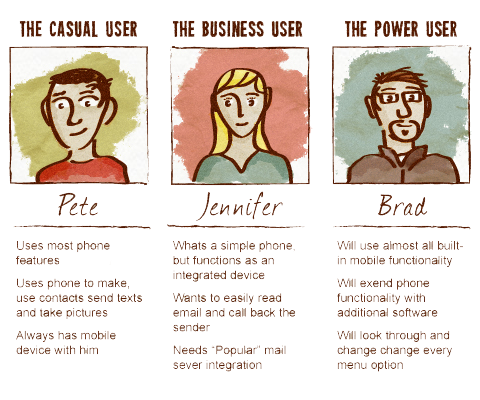 THE CASUAL USER
Pete
Uses most phone
features
Uses phone to make,
use contacts send texts
and take pictures
Always has mobile
device with him
THE BUSINESS USER
Jennifer
Whats a simple phone,
but functions as an
integrated device
Wants to easily read
email and call back the
sender
Needs “Popular” mail
sever integration
THE POWER USER
Brad
Will use almost all built-
in mobile functionality
Will exend phone
functionality with
additional software
Will look through and
change change every
menu option